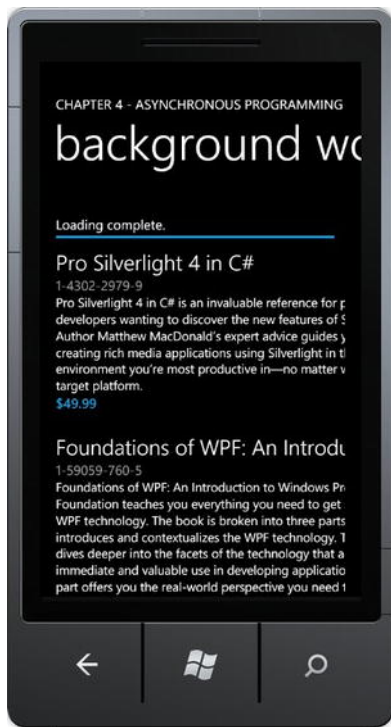 CHAPTER 4 - ASYNCHRONOUS PROGRAMMING
background wo
Loading complete.
Pro Silverlight 4 in C#
1-4302-2979-9
Pro Silverlight 4 in C# is an invaluable reference for p
developers wanting to discover the new features of S
Author Matthew MacDonald's expert advice guides y
creating rich media applications using Silverlight in th
environment you're most productive in—no matter w
target platform.
$49.99
Foundations of WPF: An Introdu
1-59059-760-5
Foundations of WPF: An Introduction to Windows Pre
Foundation teaches you everything you need to get
WPF technology. The book is broken into three parts
introduces and contextualizes the WPF technology. T
dives deeper into the facets of the technology that a
immediate and valuable use in developing applicatio
part offers you the real-world perspective you need t